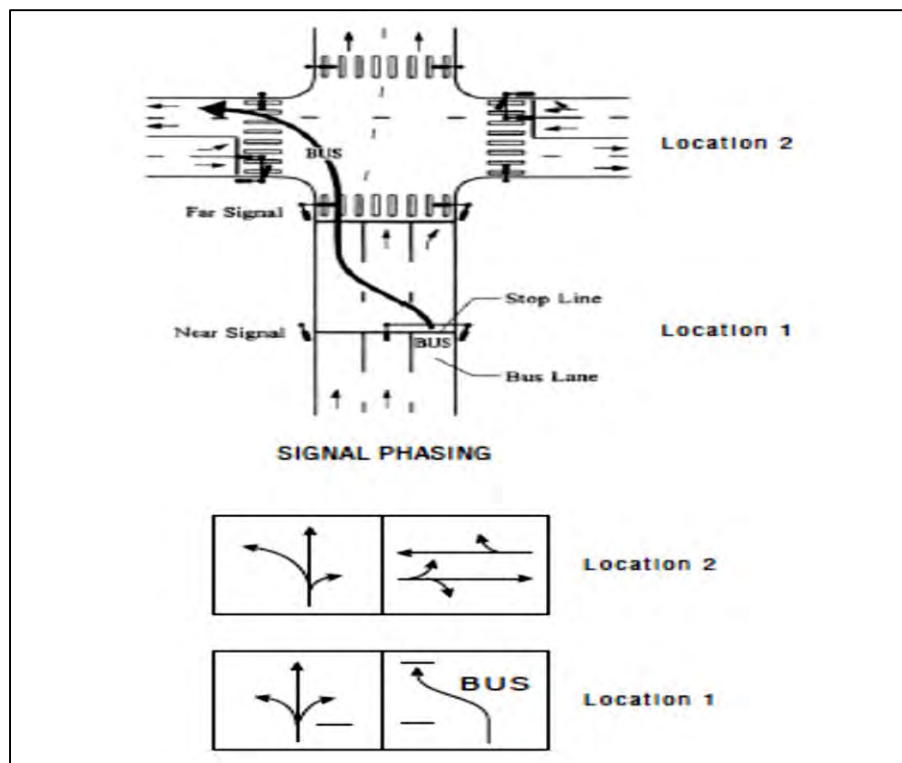 BUS
Location 2
Far Signal
Stop Line
Near Signal
Location 1
BUS
Bus Lane
SIGNAL PHASING
Location 2
BUS
Location 1